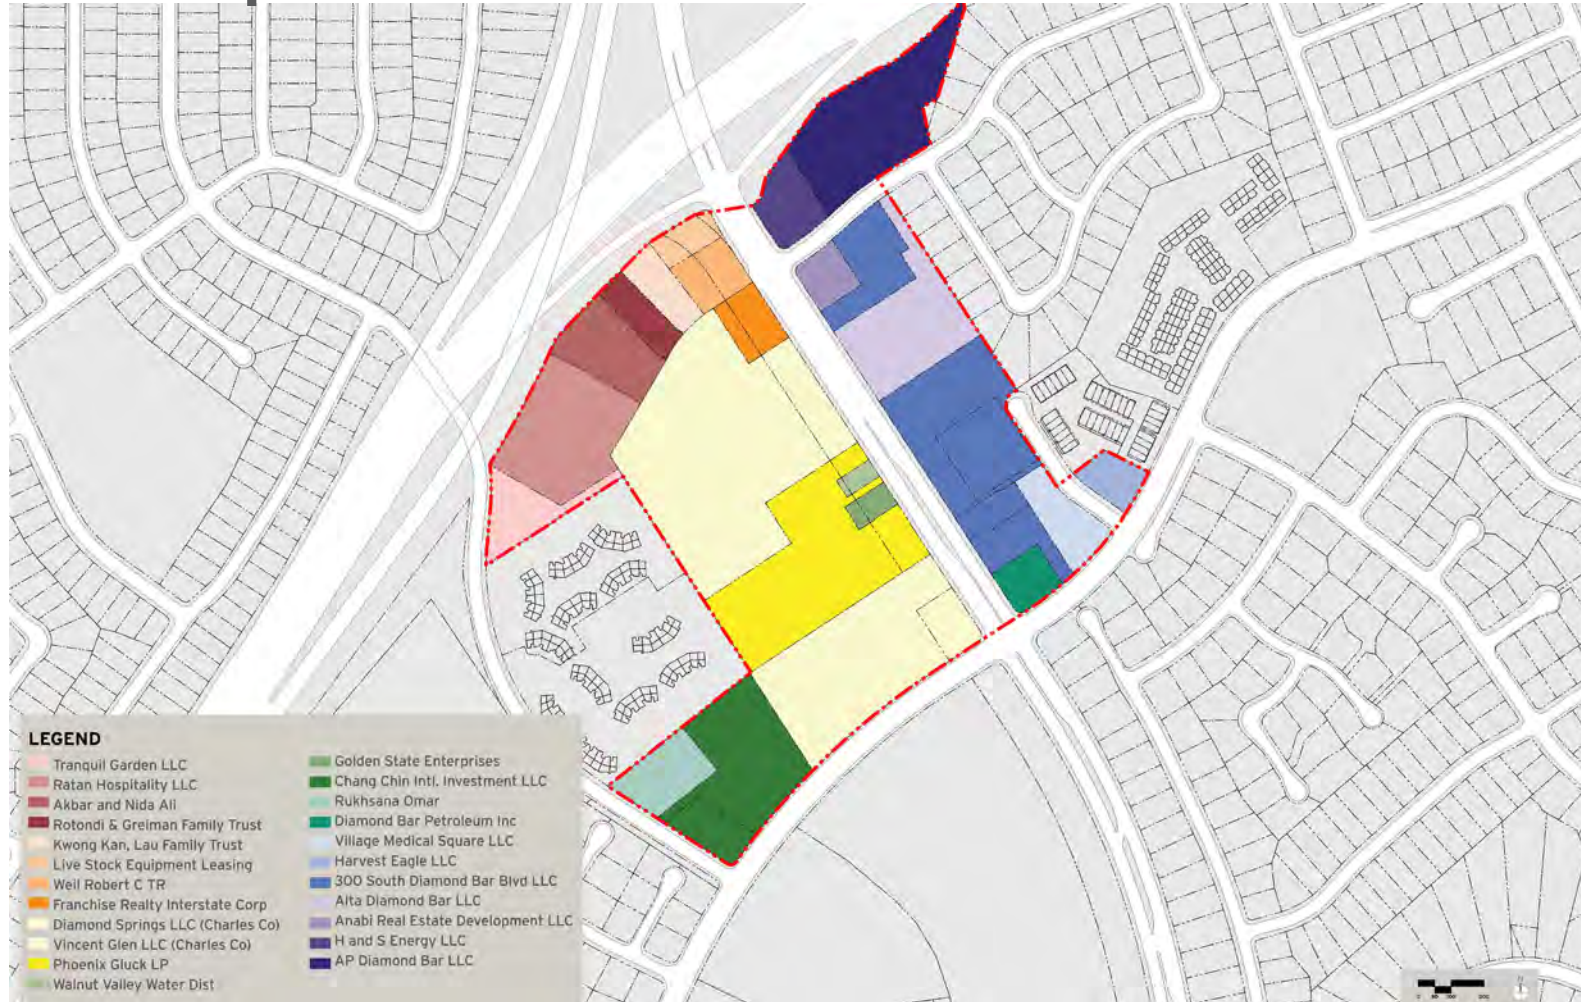 LEGEND
Tranquil Garden LLC
Ratan Hospitality LLC
Akbar and Nida Ali
Rotondi & Greiman Family Trust
Kwong Kan, Lau Family Trust
Live Stock Equipment Leasing
Weil Robert C TR
Franchise Realty Interstate Corp
Diamond Springs LLC (Charles Co)
Vincent Glen LLC (Charles Co)
Phoenix Gluck LP
Walnut Valley Water Dist
Golden State Enterprises
Chang Chin Intl. Investment LLC
Rukhsana Omar
Diamond Bar Petroleum Inc
Village Medical Square LLC
Harvest Eagle LLC
300 South Diamond Bar Blvd LLC
Aita Diamond Bar LLC
Anabi Real Estate Development LLC
H and S Energy LLC
AP Diamond Bar LLC